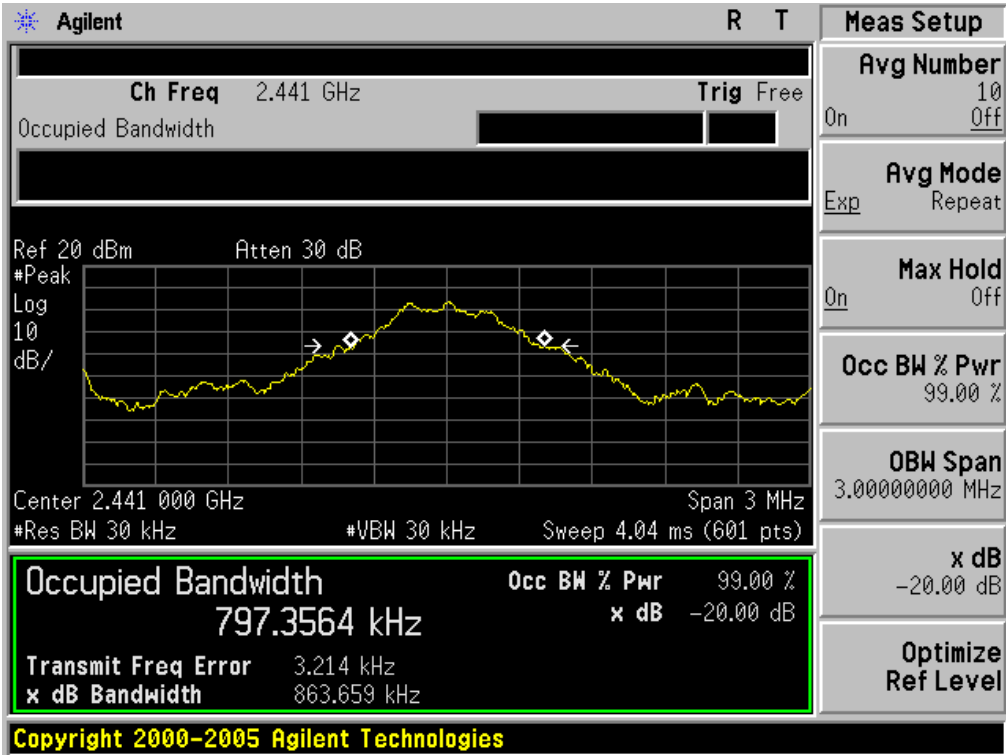 Agilent R T
Ch Freq 2.441 GHz Trig Free
Occupied Bandwidth
Ref 20 dBm Atten 30 dB
#Peak
Log
10
dB/
Center 2.441 000 GHz Span 3 MHz
#Res BW 30 kHz #VBW 30 kHz Sweep 4.04 ms (601 pts)
Occupied Bandwidth
797.3564 kHz
Occ BW % Pwr 99.00 %
x dB -20.00 dB
Transmit Freq Error 3.214 kHz
x dB Bandwidth 863.659 kHz
Copyright 2000-2005 Agilent Technologies
Meas Setup
Avg Number
10
On Off
Avg Mode
Exp Repeat
Max Hold
On Off
Occ BW % Pwr
99.00 %
OBW Span
3.00000000 MHz
x dB
-20.00 dB
Optimize
Ref Level